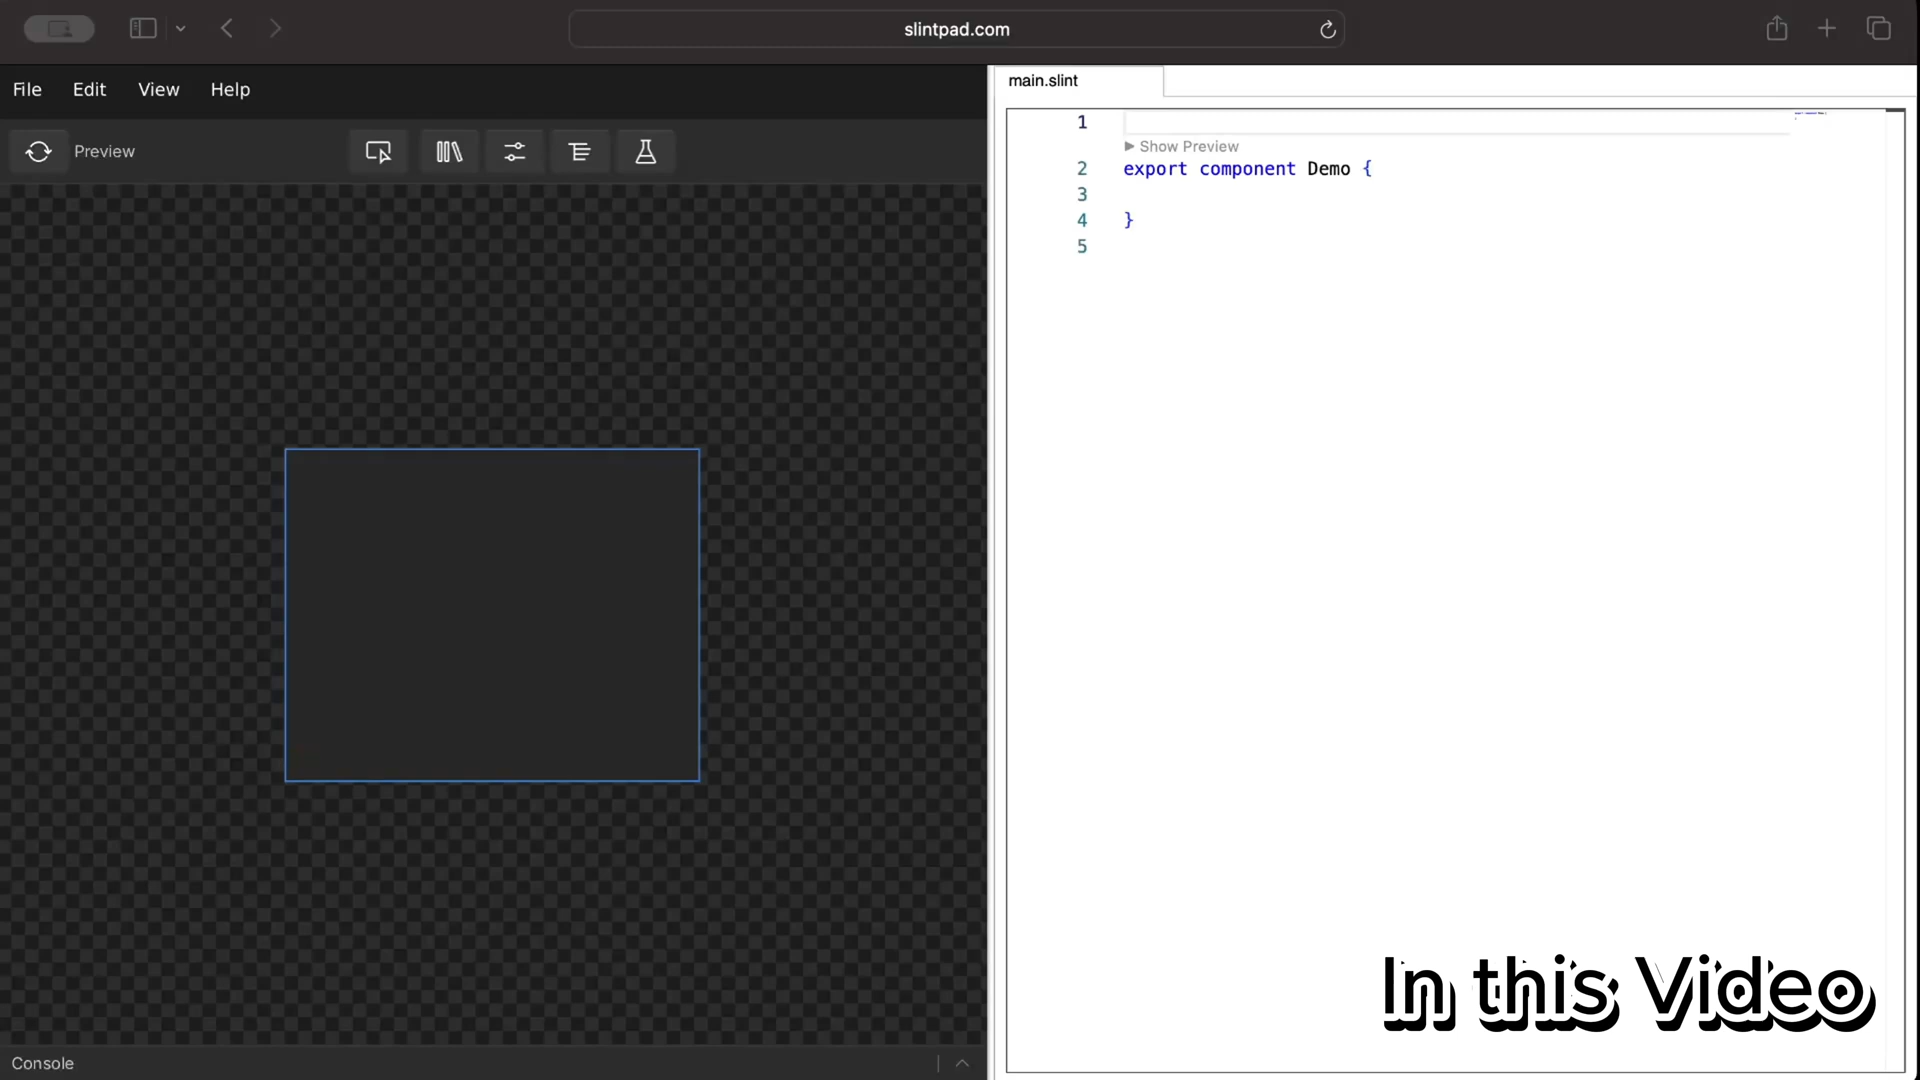 slintpad.com
File Edit View Help
Preview
main.slint
1
Show Preview
2 export component Demo {
3
4 }
5
In this Video
Console